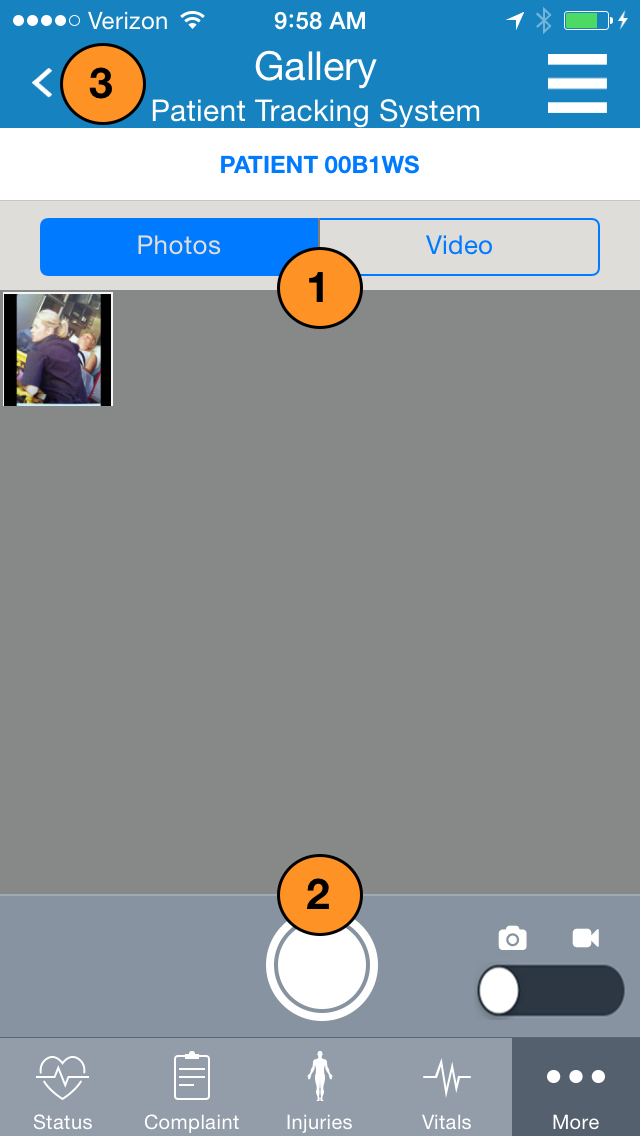 Verizon 9:58 AM
3
Gallery
Patient Tracking System
PATIENT 00B1WS
Photos Video
1
2
Status Complaint Injuries Vitals More